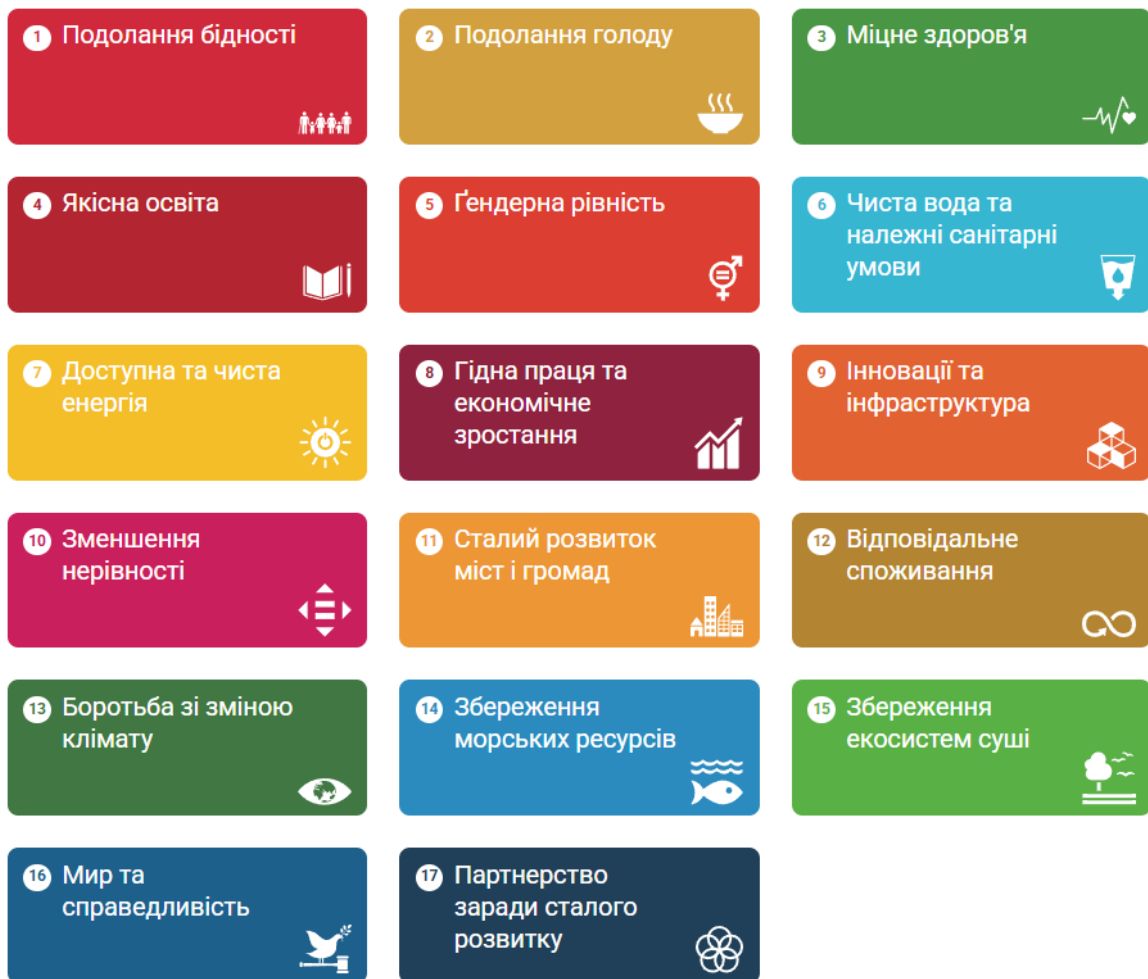 1 Подолання бідності
2 Подолання голоду
3 Міцне здоров'я
4 Якісна освіта
5 Ґендерна рівність
6 Чиста вода та
належні санітарні
умови
7 Доступна та чиста
енергія
8 Гідна праця та
економічне
зростання
9 Інновації та
інфраструктура
10 Зменшення
нерівності
11 Сталий розвиток
міст і громад
12 Відповідальне
споживання
13 Боротьба зі зміною
клімату
14 Збереження
морських ресурсів
15 Збереження
екосистем суші
16 Мир та
справедливість
17 Партнерство
заради сталого
розвитку